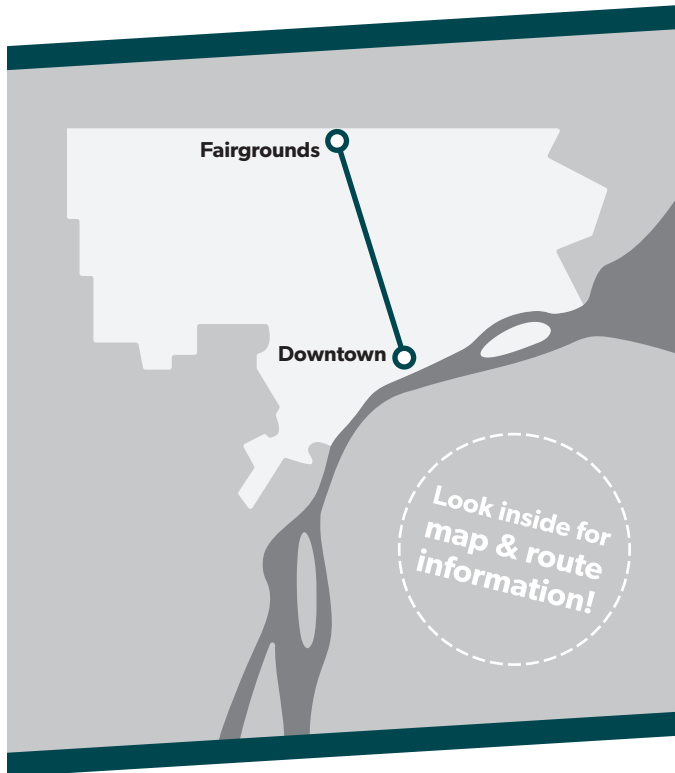 Fairgrounds
Downtown
Look inside for
map & route
information!